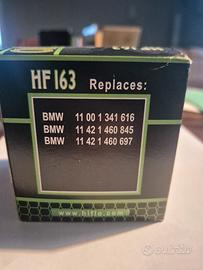 HF163 Replaces:
BMW 11 00 1 341 616
BMW 11 42 1 460 845
BMW 11 42 1 460 697
www.hiflo.com
subito